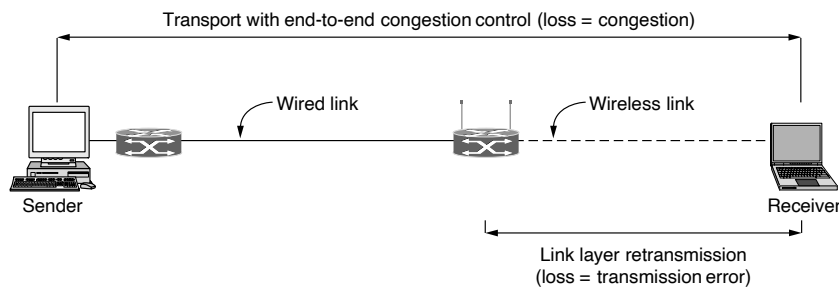 Transport with end-to-end congestion control (loss = congestion)
Wired link
Wireless link
Sender
Receiver
Link layer retransmission
(loss = transmission error)